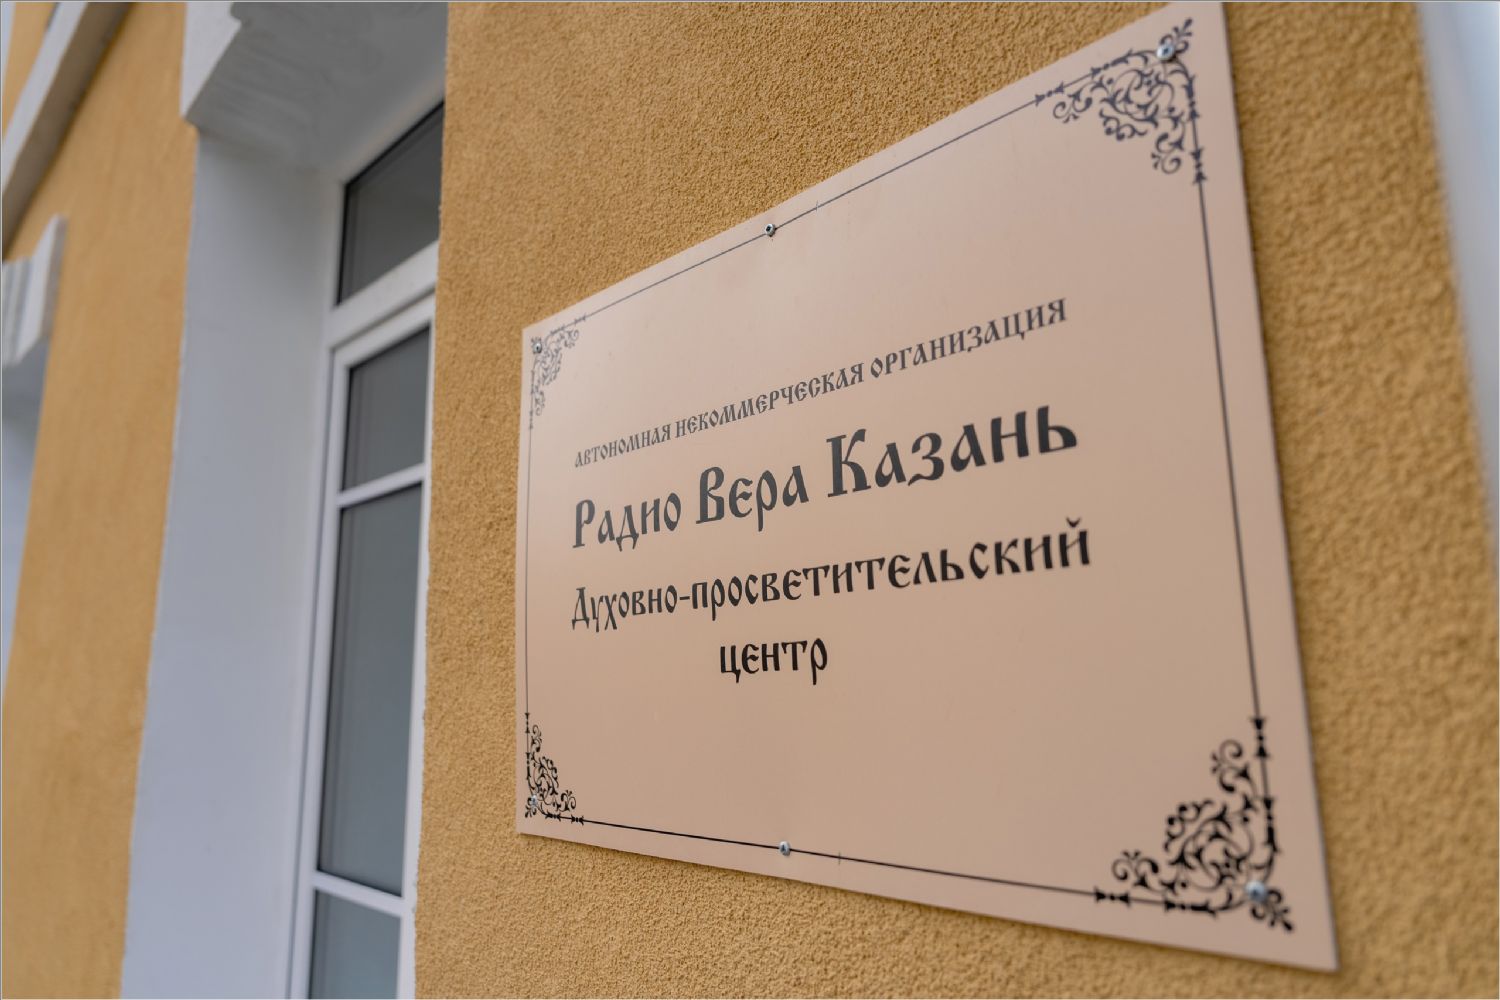 автономная некоммерческая организация
Радио Вера Казань
Духовно-просветительский
центр